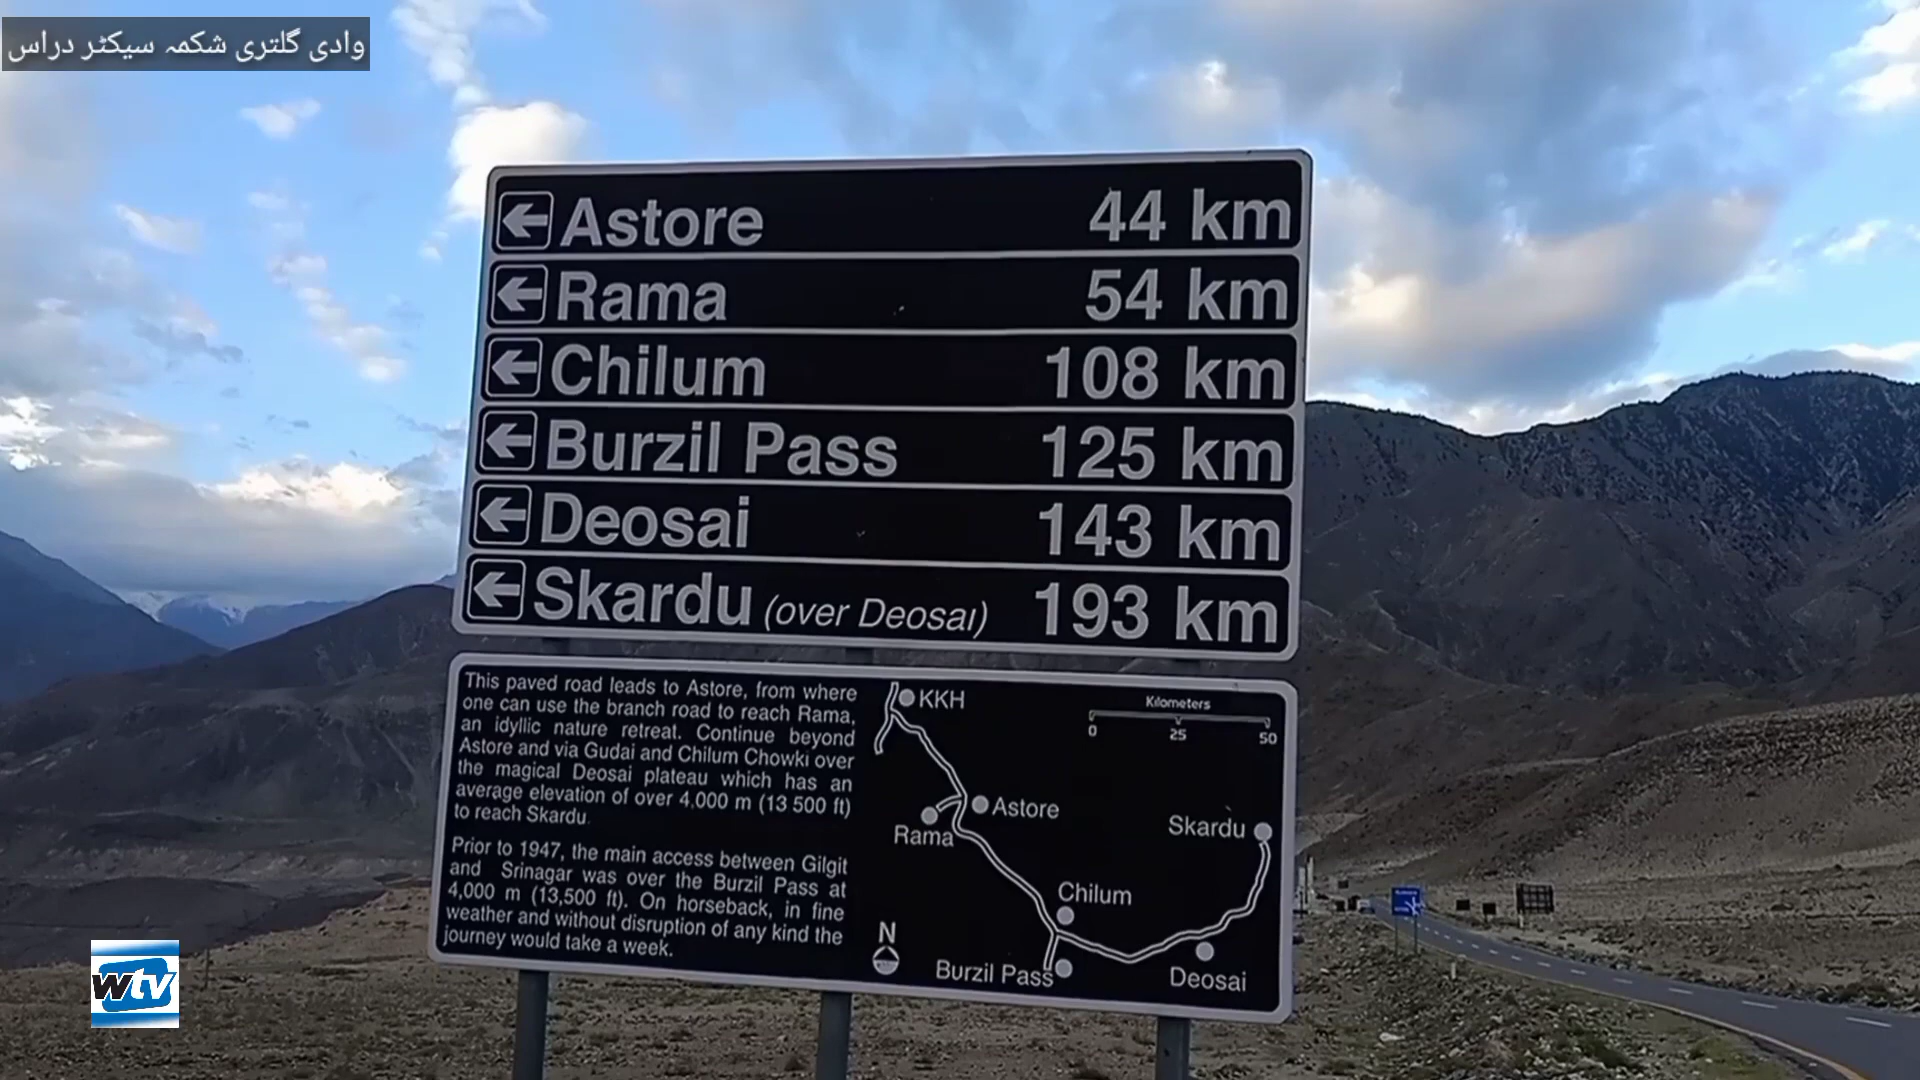 وادی گلتری شکمہ سیکٹر دراس
Astore 44 km
Rama 54 km
Chilum 108 km
Burzil Pass 125 km
Deosai 143 km
Skardu (over Deosai) 193 km
This paved road leads to Astore, from where
one can use the branch road to reach Rama,
an idyllic nature retreat. Continue beyond
Astore and via Gudai and Chilum Chowki over
the magical Deosai plateau which has an
average elevation of over 4,000 m (13 500 ft)
to reach Skardu.
Prior to 1947, the main access between Gilgit
and Srinagar was over the Burzil Pass at
4,000 m (13,500 ft). On horseback, in fine
weather and without disruption of any kind the
journey would take a week.
KKH
Kilometers
0 25 50
Astore
Rama
Skardu
Chilum
N
Burzil Pass
Deosai
wtv